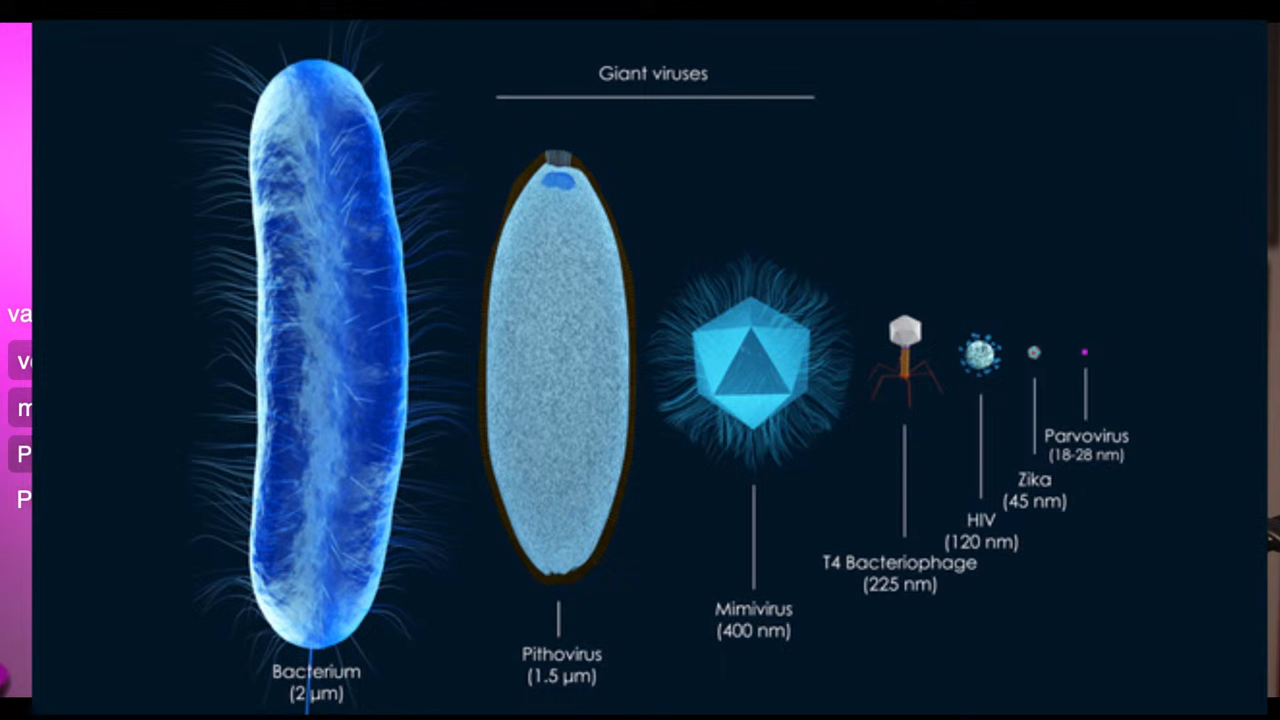 Giant viruses
Bacterium
(2 µm)
Pithovirus
(1.5 µm)
Mimivirus
(400 nm)
T4 Bacteriophage
(225 nm)
HIV
(120 nm)
Zika
(45 nm)
Parvovirus
(18-28 nm)
va
P
P